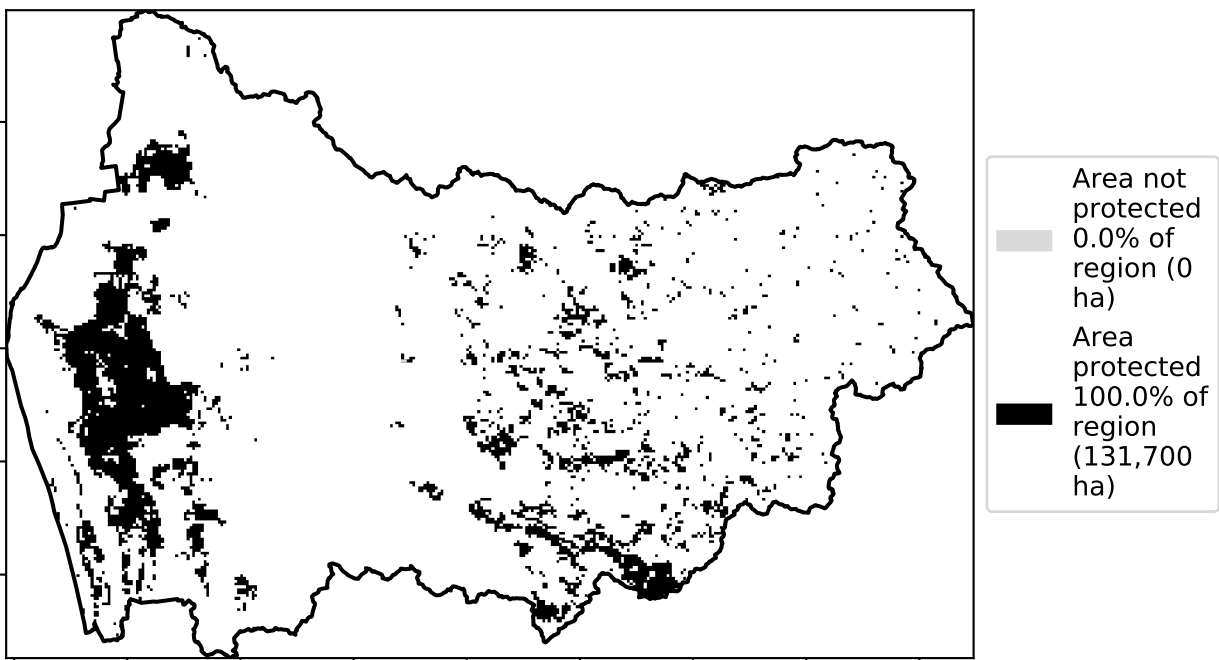 Area not
protected
0.0% of
region (0
ha)
Area
protected
100.0% of
region
(131,700
ha)